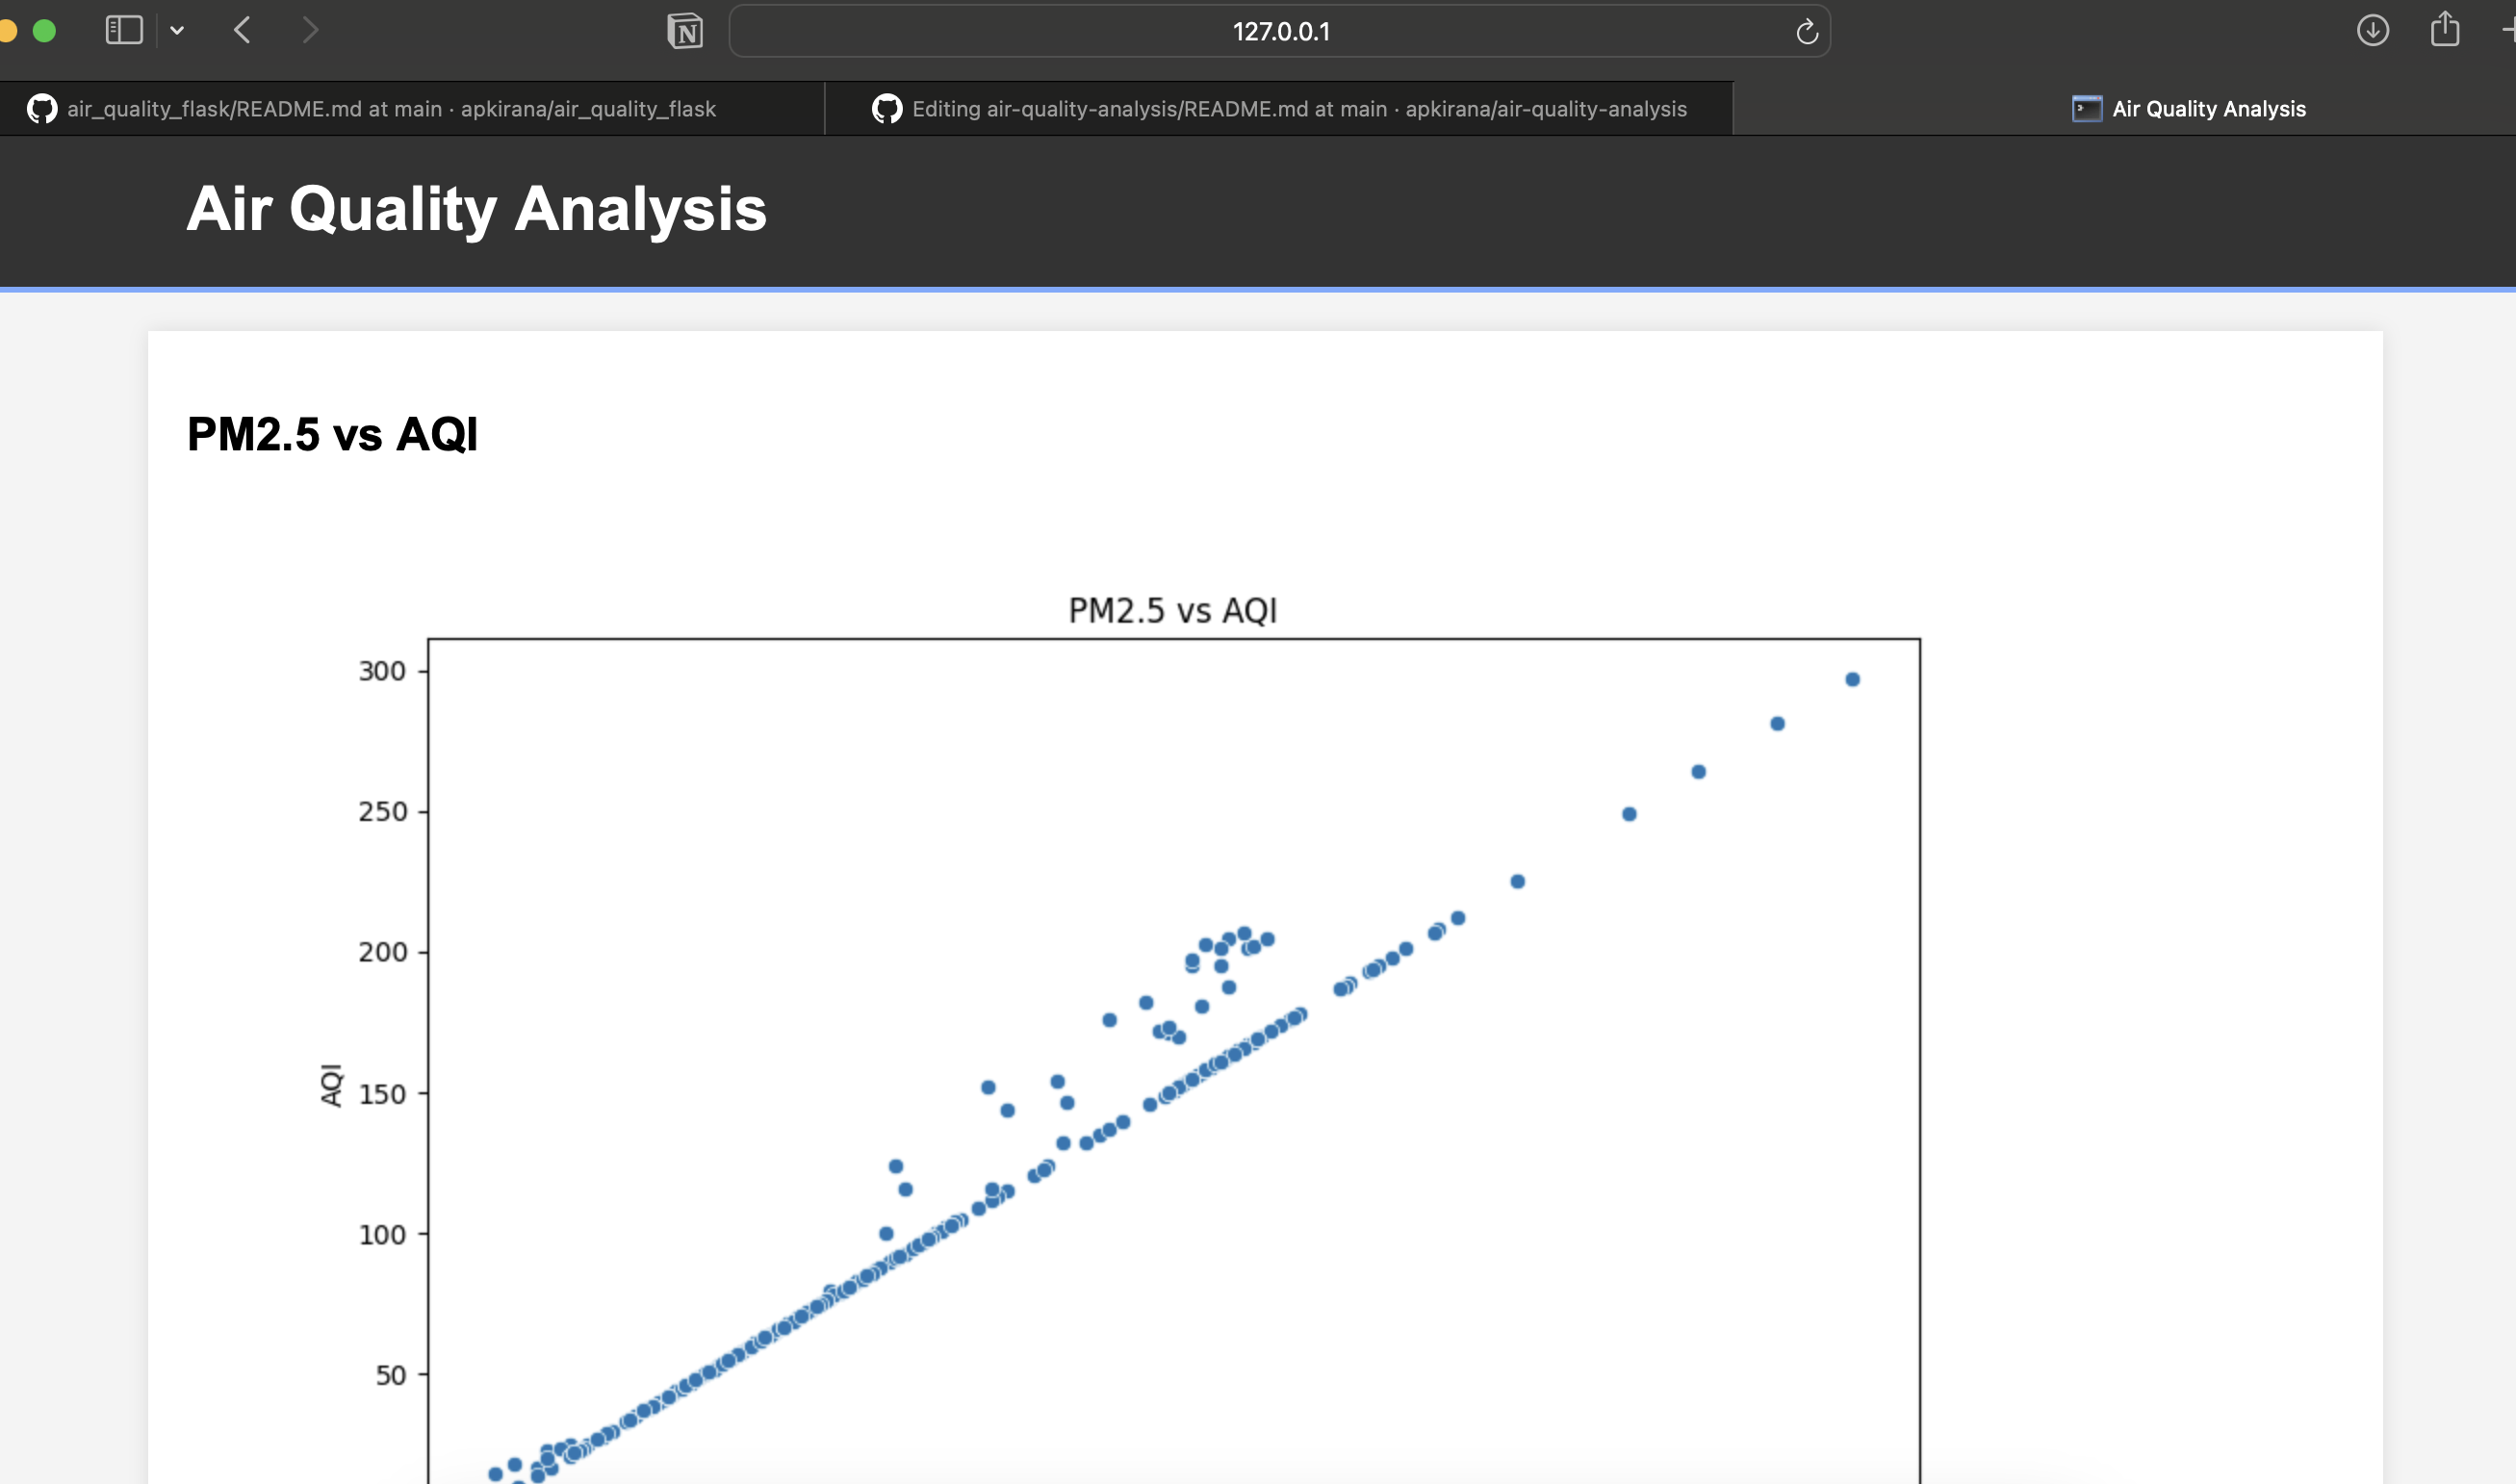 127.0.0.1
air_quality_flask/README.md at main · apkirana/air_quality_flask
Editing air-quality-analysis/README.md at main · apkirana/air-quality-analysis
Air Quality Analysis
Air Quality Analysis
PM2.5 vs AQI
PM2.5 vs AQI
300
250
200
AQI
150
100
50